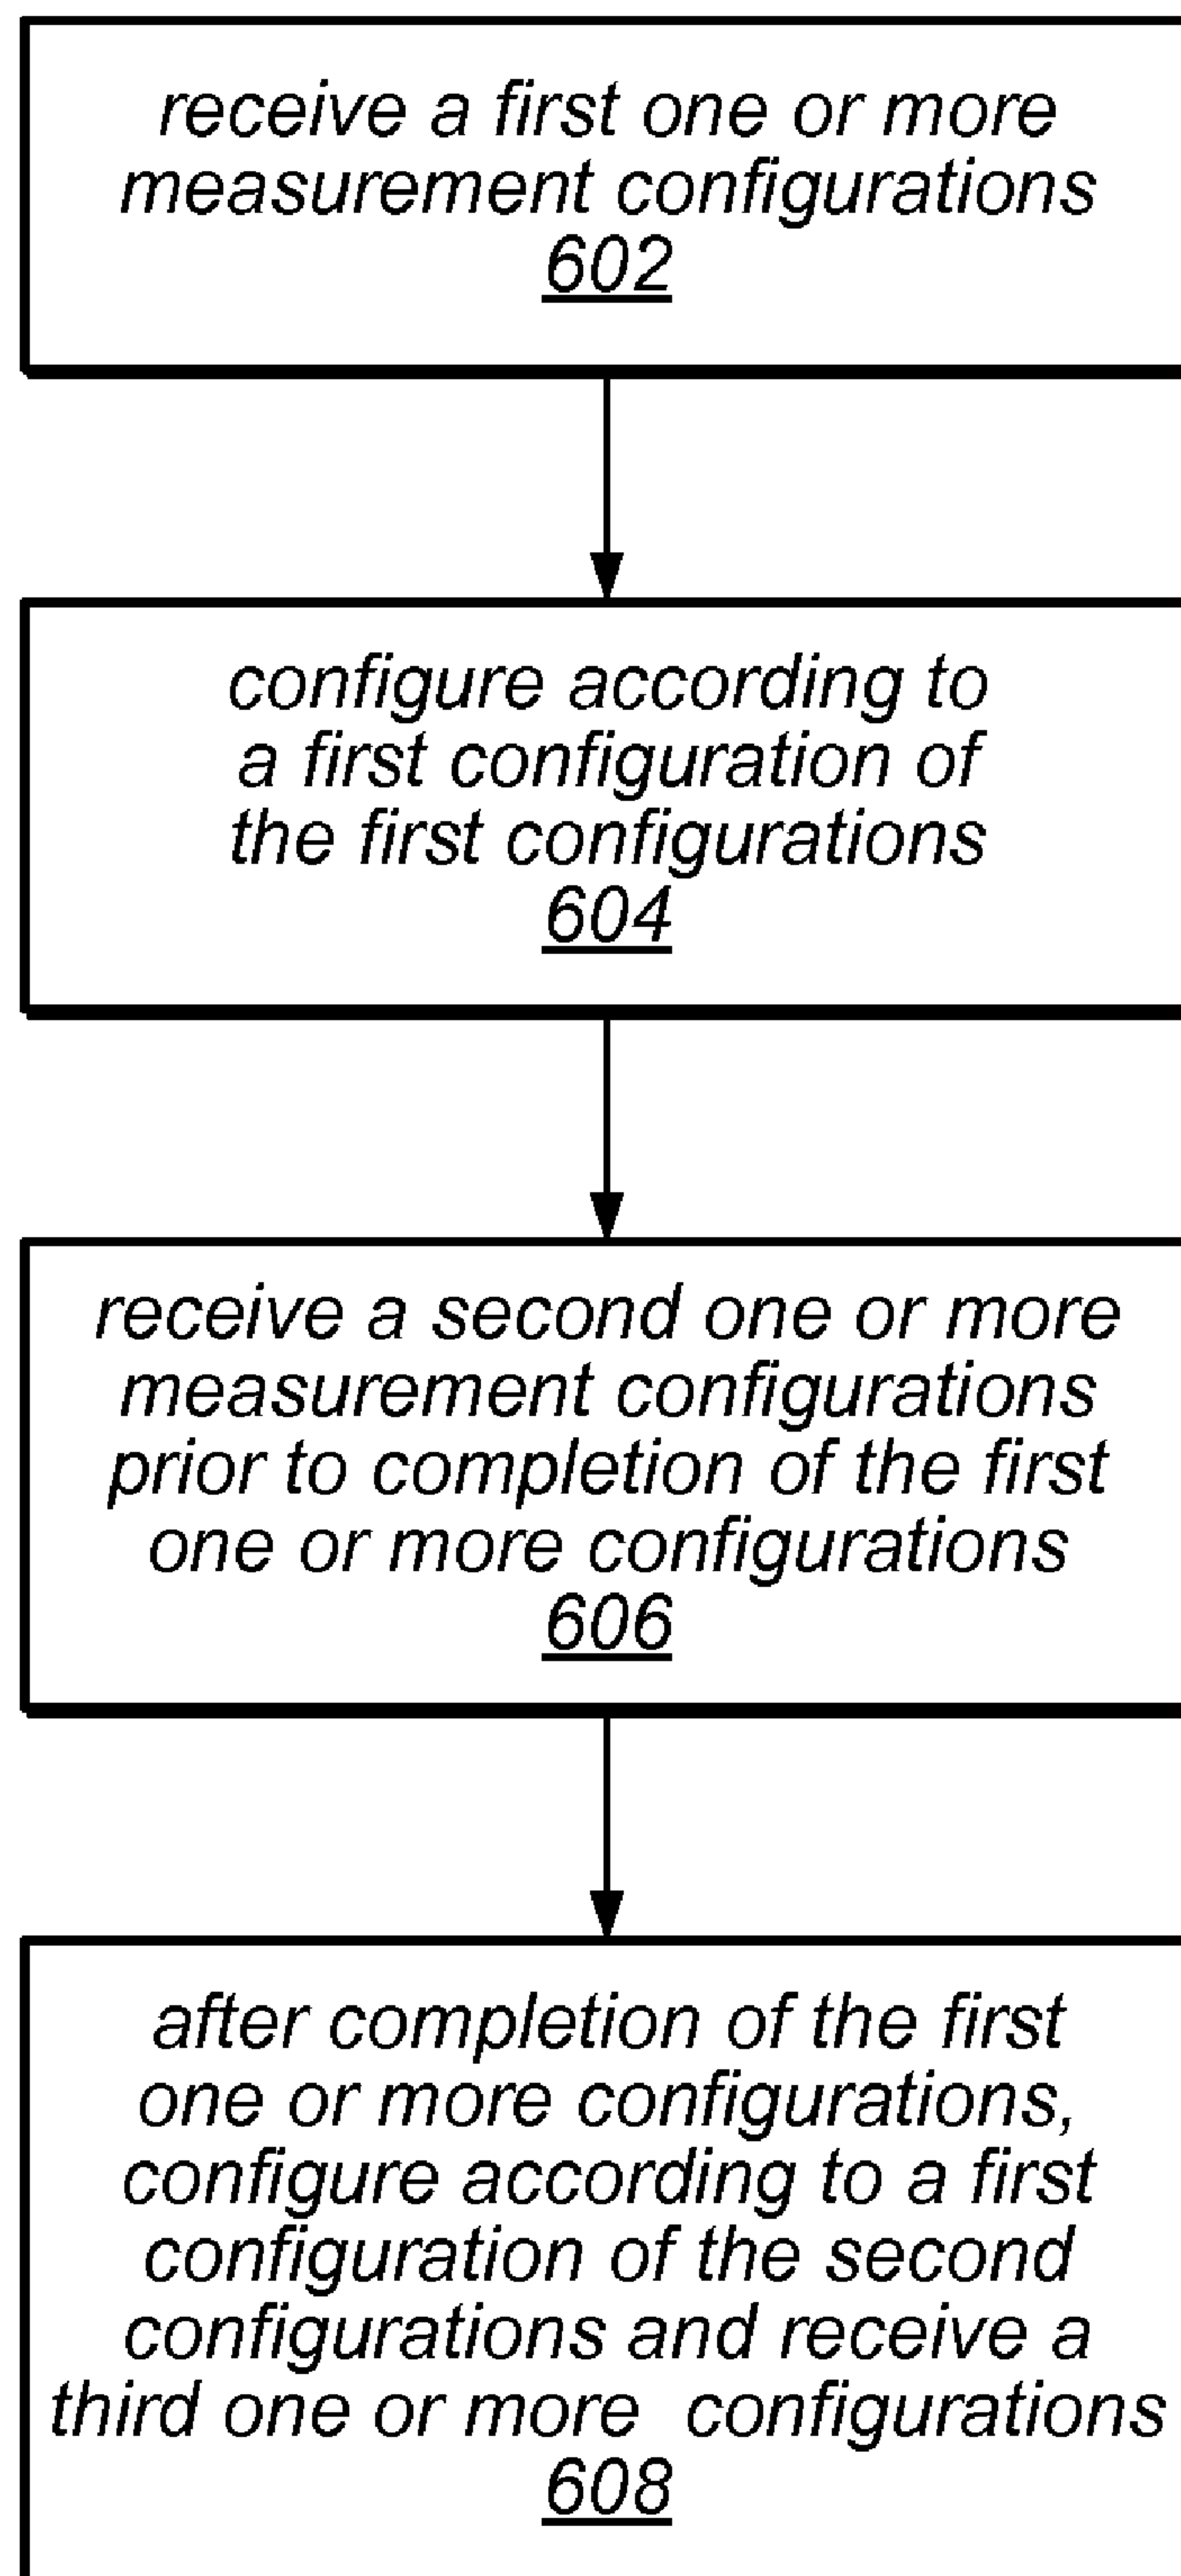 receive a first one or more
measurement configurations
602
configure according to
a first configuration of
the first configurations
604
receive a second one or more
measurement configurations
prior to completion of the first
one or more configurations
606
after completion of the first
one or more configurations,
configure according to a first
configuration of the second
configurations and receive a
third one or more  configurations
608